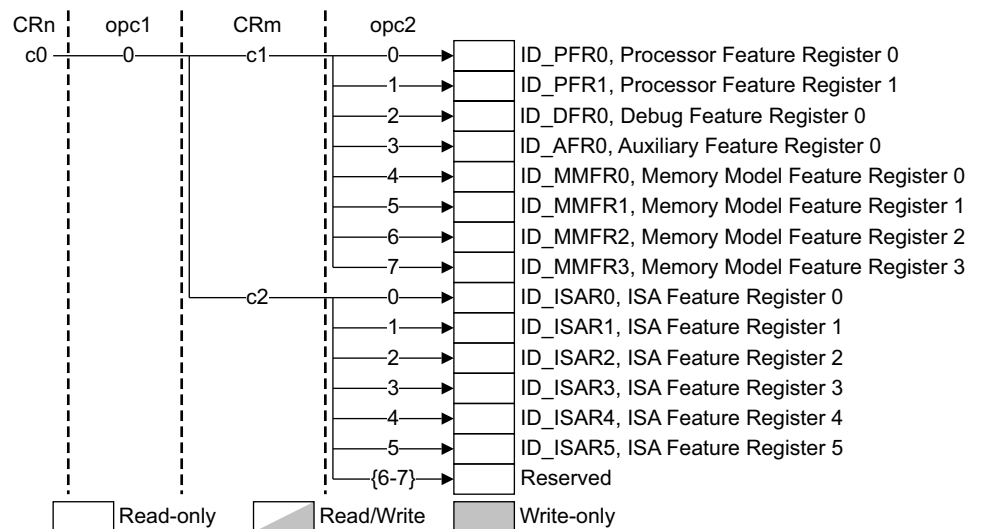 CRn opc1 CRm opc2
c0 0 c1 0 ID_PFR0, Processor Feature Register 0
1 ID_PFR1, Processor Feature Register 1
2 ID_DFR0, Debug Feature Register 0
3 ID_AFR0, Auxiliary Feature Register 0
4 ID_MMFR0, Memory Model Feature Register 0
5 ID_MMFR1, Memory Model Feature Register 1
6 ID_MMFR2, Memory Model Feature Register 2
7 ID_MMFR3, Memory Model Feature Register 3
c2 0 ID_ISAR0, ISA Feature Register 0
1 ID_ISAR1, ISA Feature Register 1
2 ID_ISAR2, ISA Feature Register 2
3 ID_ISAR3, ISA Feature Register 3
4 ID_ISAR4, ISA Feature Register 4
5 ID_ISAR5, ISA Feature Register 5
{6-7} Reserved
Read-only Read/Write Write-only